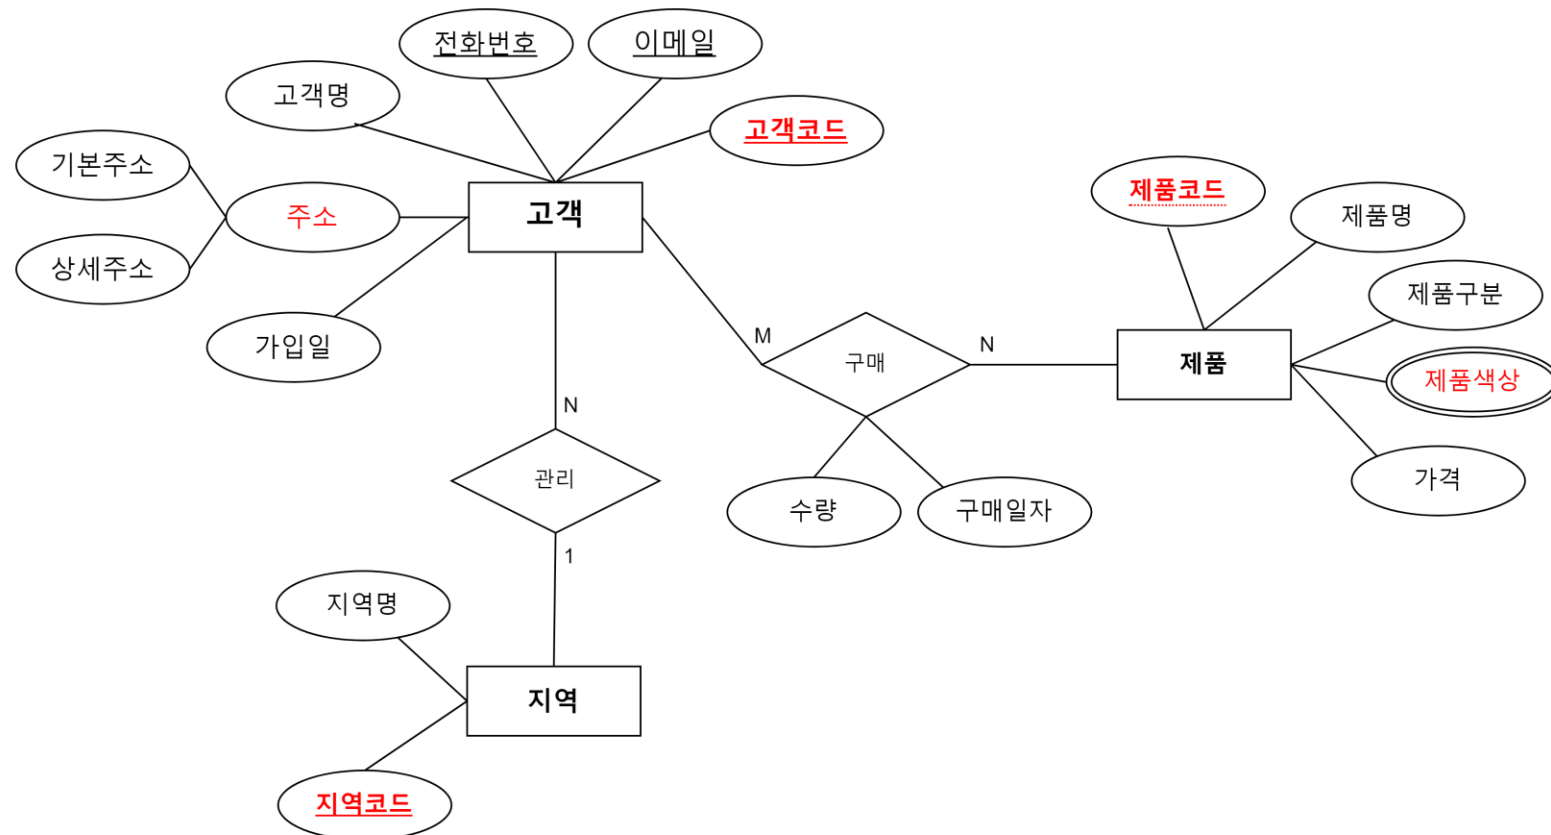 전화번호
이메일
고객명
고객코드
기본주소
주소
고객
제품코드
제품명
상세주소
제품구분
가입일
M
구매
N
제품
제품색상
N
관리
가격
수량
구매일자
1
지역명
지역
지역코드